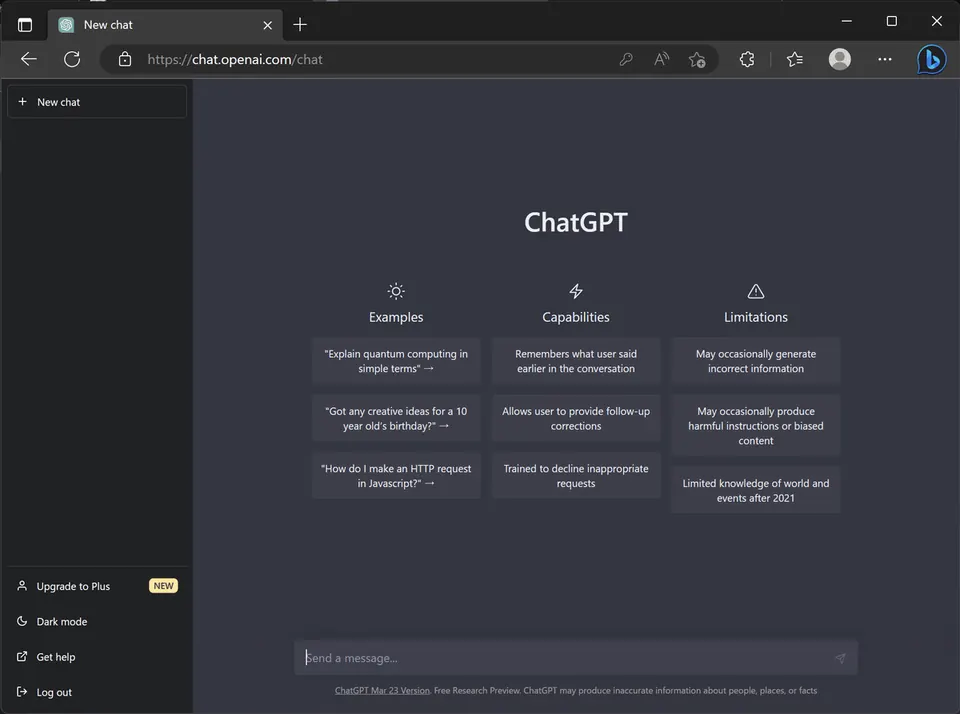 New chat
https://chat.openai.com/chat
New chat
ChatGPT
Examples
"Explain quantum computing in
simple terms" →
"Got any creative ideas for a 10
year old's birthday?" →
"How do I make an HTTP request
in Javascript?" →
Capabilities
Remembers what user said
earlier in the conversation
Allows user to provide follow-up
corrections
Trained to decline inappropriate
requests
Limitations
May occasionally generate
incorrect information
May occasionally produce
harmful instructions or biased
content
Limited knowledge of world and
events after 2021
Upgrade to Plus NEW
Dark mode
Get help
Log out
Send a message...
ChatGPT Mar 23 Version. Free Research Preview. ChatGPT may produce inaccurate information about people, places, or facts